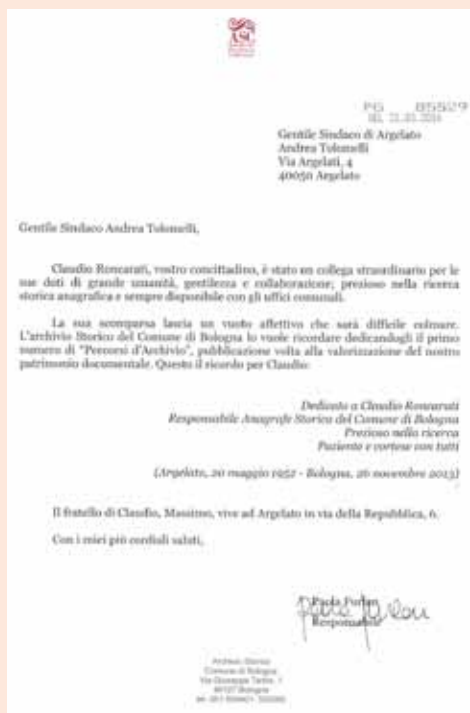 PG 85529
DEL
Gentile Sindaco di Argelato
Andrea Tolomelli
Via Argelati, 4
40050 Argelato
Gentile Sindaco Andrea Tolomelli,
Claudio Roncarati, vostro concittadino, è stato un collega straordinario per le
sue doti di grande umanità, gentilezza e collaborazione; prezioso nella ricerca
storica anagrafica e sempre disponibile con gli uffici comunali.
La sua scomparsa lascia un vuoto affettivo che sarà difficile colmare.
L'archivio Storico del Comune di Bologna lo vuole ricordare dedicandogli il primo
numero di "Percorsi d'Archivio", pubblicazione volta alla valorizzazione del nostro
patrimonio documentale. Questo il ricordo per Claudio:
Dedicato a Claudio Roncarati
Responsabile Anagrafe Storica del Comune di Bologna
Prezioso nella ricerca
Paziente e cortese con tutti
(Argelato, 20 maggio 1952 - Bologna, 26 novembre 2013)
Il fratello di Claudio, Massimo, vive ad Argelato in via della Repubblica, 6.
Con i miei più cordiali saluti,
Paola Furlan
Responsabile
Archivio Storico
Comune di Bologna
Via Giuseppe Tartini, 1
40127 Bologna